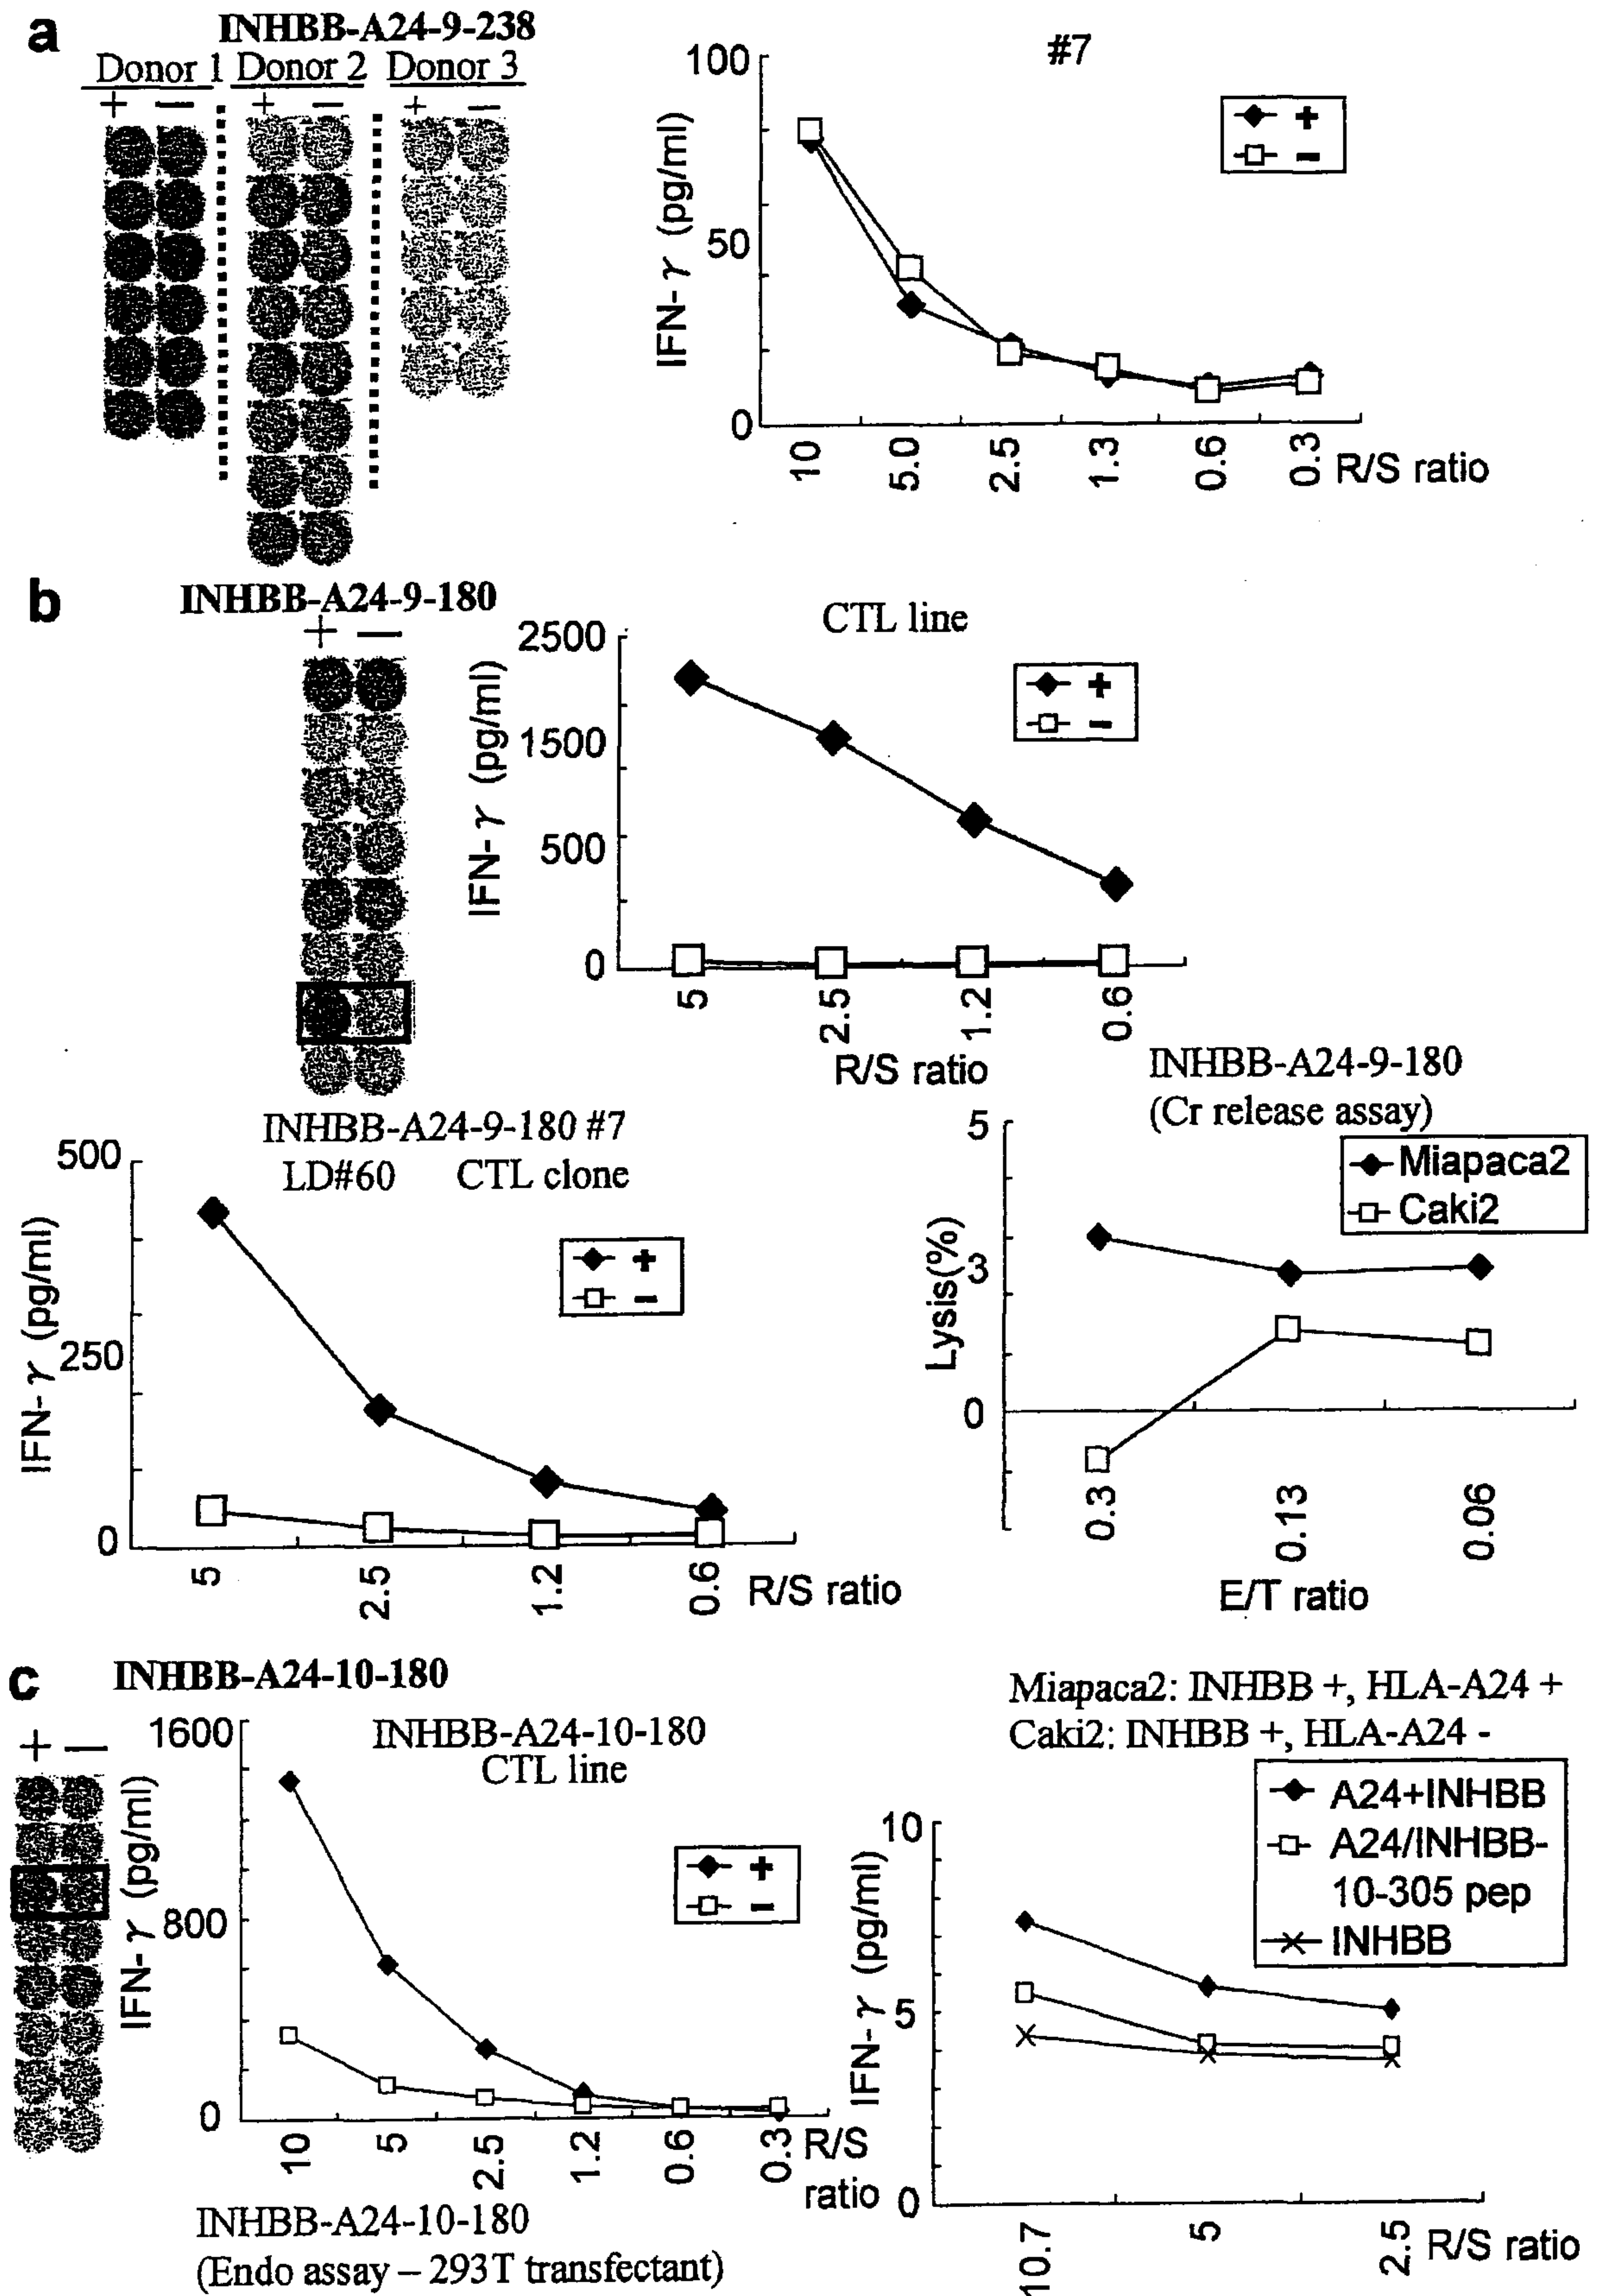 a
INHBB-A24-9-238
Donor 1 Donor 2 Donor 3
+ − + − + −
#7
+
−
IFN-γ (pg/ml)
100
50
0
10 5.0 2.5 1.3 0.6 0.3 R/S ratio
b
INHBB-A24-9-180
+ −
CTL line
+
−
IFN-γ (pg/ml)
2500
1500
500
0
5 2.5 1.2 0.6
R/S ratio
INHBB-A24-9-180 #7
LD#60 CTL clone
+
−
IFN-γ (pg/ml)
500
250
0
5 2.5 1.2 0.6 R/S ratio
INHBB-A24-9-180
(Cr release assay)
Miapaca2
Caki2
Lysis(%)
5
3
0
0.3 0.13 0.06
E/T ratio
c
INHBB-A24-10-180
+ −
INHBB-A24-10-180
CTL line
+
−
IFN-γ (pg/ml)
1600
800
0
10 5 2.5 1.2 0.6 0.3 R/S
ratio
INHBB-A24-10-180
(Endo assay – 293T transfectant)
Miapaca2: INHBB +, HLA-A24 +
Caki2: INHBB +, HLA-A24 -
A24+INHBB
A24/INHBB-
10-305 pep
INHBB
IFN-γ (pg/ml)
10
5
0
10.7 5 2.5 R/S ratio